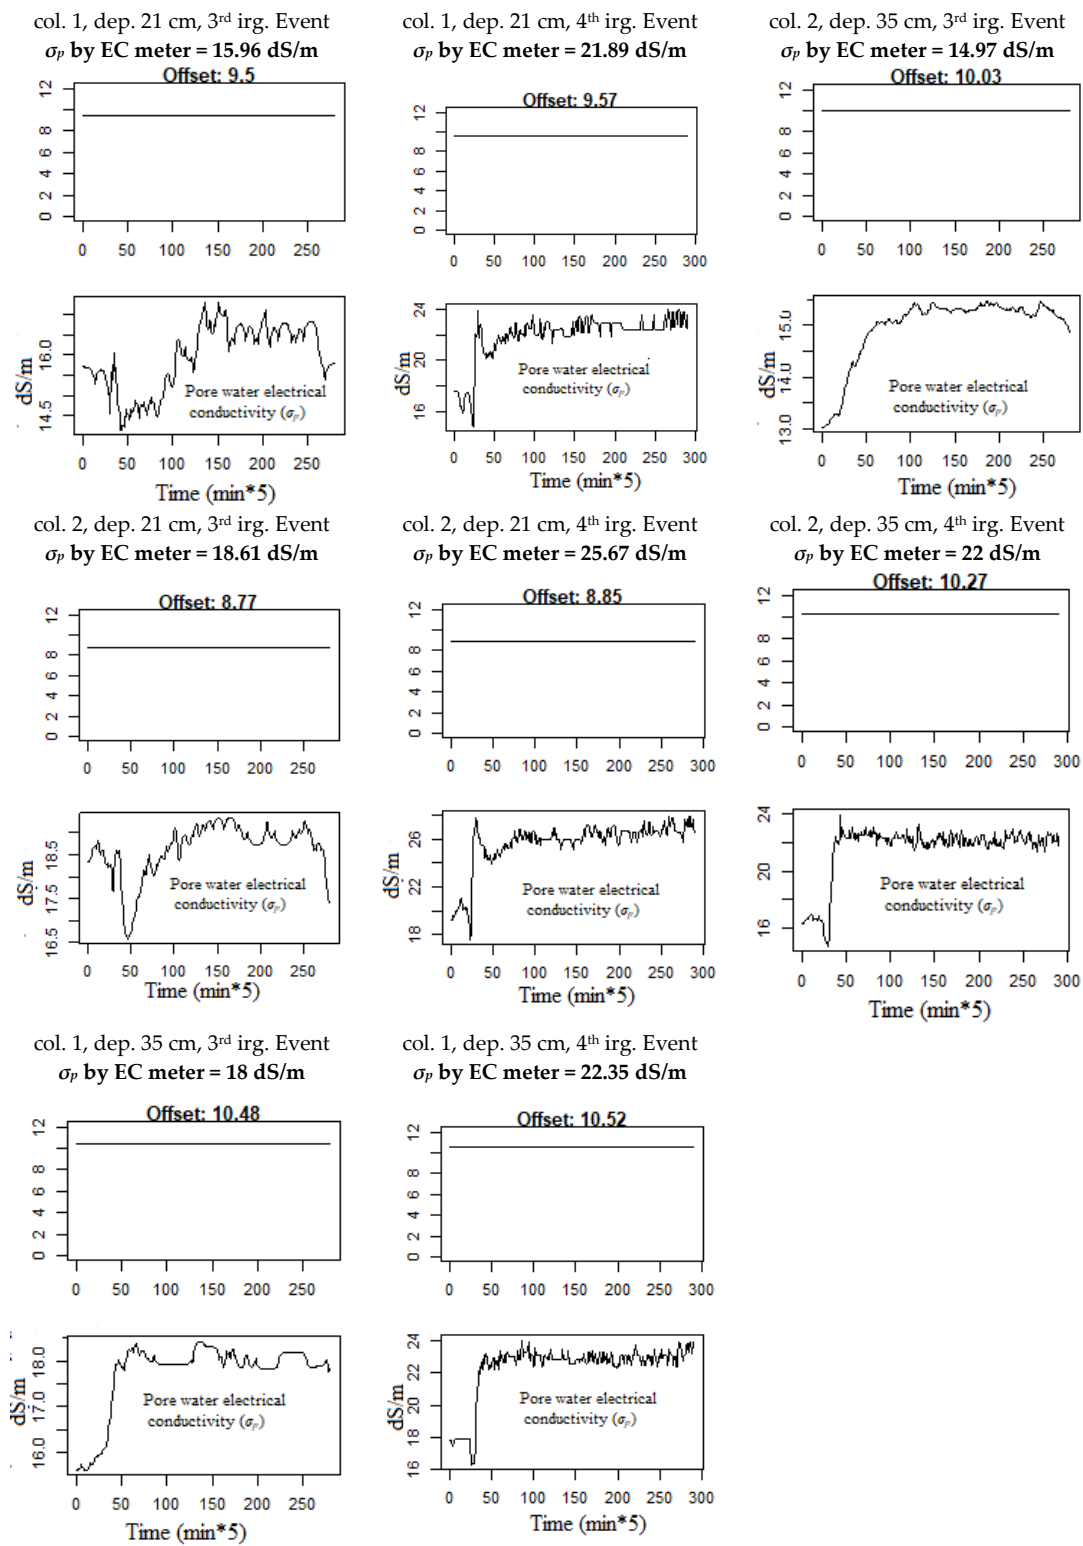 col. 1, dep. 21 cm, 3rd irg. Event
σp by EC meter = 15.96 dS/m
Offset: 9.5
12
8
6
4
2
0
0 50 100 150 200 250
16.0
14.5
dS/m
Pore water electrical
conductivity (σp)
0 50 100 150 200 250
Time (min*5)
col. 1, dep. 21 cm, 4th irg. Event
σp by EC meter = 21.89 dS/m
Offset: 9.57
12
8
6
4
2
0
0 50 100 150 200 250 300
24
20
16
dS/m
Pore water electrical
conductivity (σp)
0 50 100 150 200 250 300
Time (min*5)
col. 2, dep. 35 cm, 3rd irg. Event
σp by EC meter = 14.97 dS/m
Offset: 10.03
12
8
6
4
2
0
0 50 100 150 200 250
15.0
14.0
13.0
dS/m
Pore water electrical
conductivity (σp)
0 50 100 150 200 250
Time (min*5)
col. 2, dep. 21 cm, 3rd irg. Event
σp by EC meter = 18.61 dS/m
Offset: 8.77
12
8
6
4
2
0
0 50 100 150 200 250
18.5
17.5
16.5
dS/m
Pore water electrical
conductivity (σp)
0 50 100 150 200 250
Time (min*5)
col. 2, dep. 21 cm, 4th irg. Event
σp by EC meter = 25.67 dS/m
Offset: 8.85
12
8
6
4
2
0
0 50 100 150 200 250 300
26
22
18
dS/m
Pore water electrical
conductivity (σp)
0 50 100 150 200 250 300
Time (min*5)
col. 2, dep. 35 cm, 4th irg. Event
σp by EC meter = 22 dS/m
Offset: 10.27
12
8
6
4
2
0
0 50 100 150 200 250 300
24
20
16
dS/m
Pore water electrical
conductivity (σp)
0 50 100 150 200 250 300
Time (min*5)
col. 1, dep. 35 cm, 3rd irg. Event
σp by EC meter = 18 dS/m
Offset: 10.48
12
8
6
4
2
0
0 50 100 150 200 250
18.0
17.0
16.0
dS/m
Pore water electrical
conductivity (σp)
0 50 100 150 200 250
Time (min*5)
col. 1, dep. 35 cm, 4th irg. Event
σp by EC meter = 22.35 dS/m
Offset: 10.52
12
8
6
4
2
0
0 50 100 150 200 250 300
24
22
20
18
16
dS/m
Pore water electrical
conductivity (σp)
0 50 100 150 200 250 300
Time (min*5)